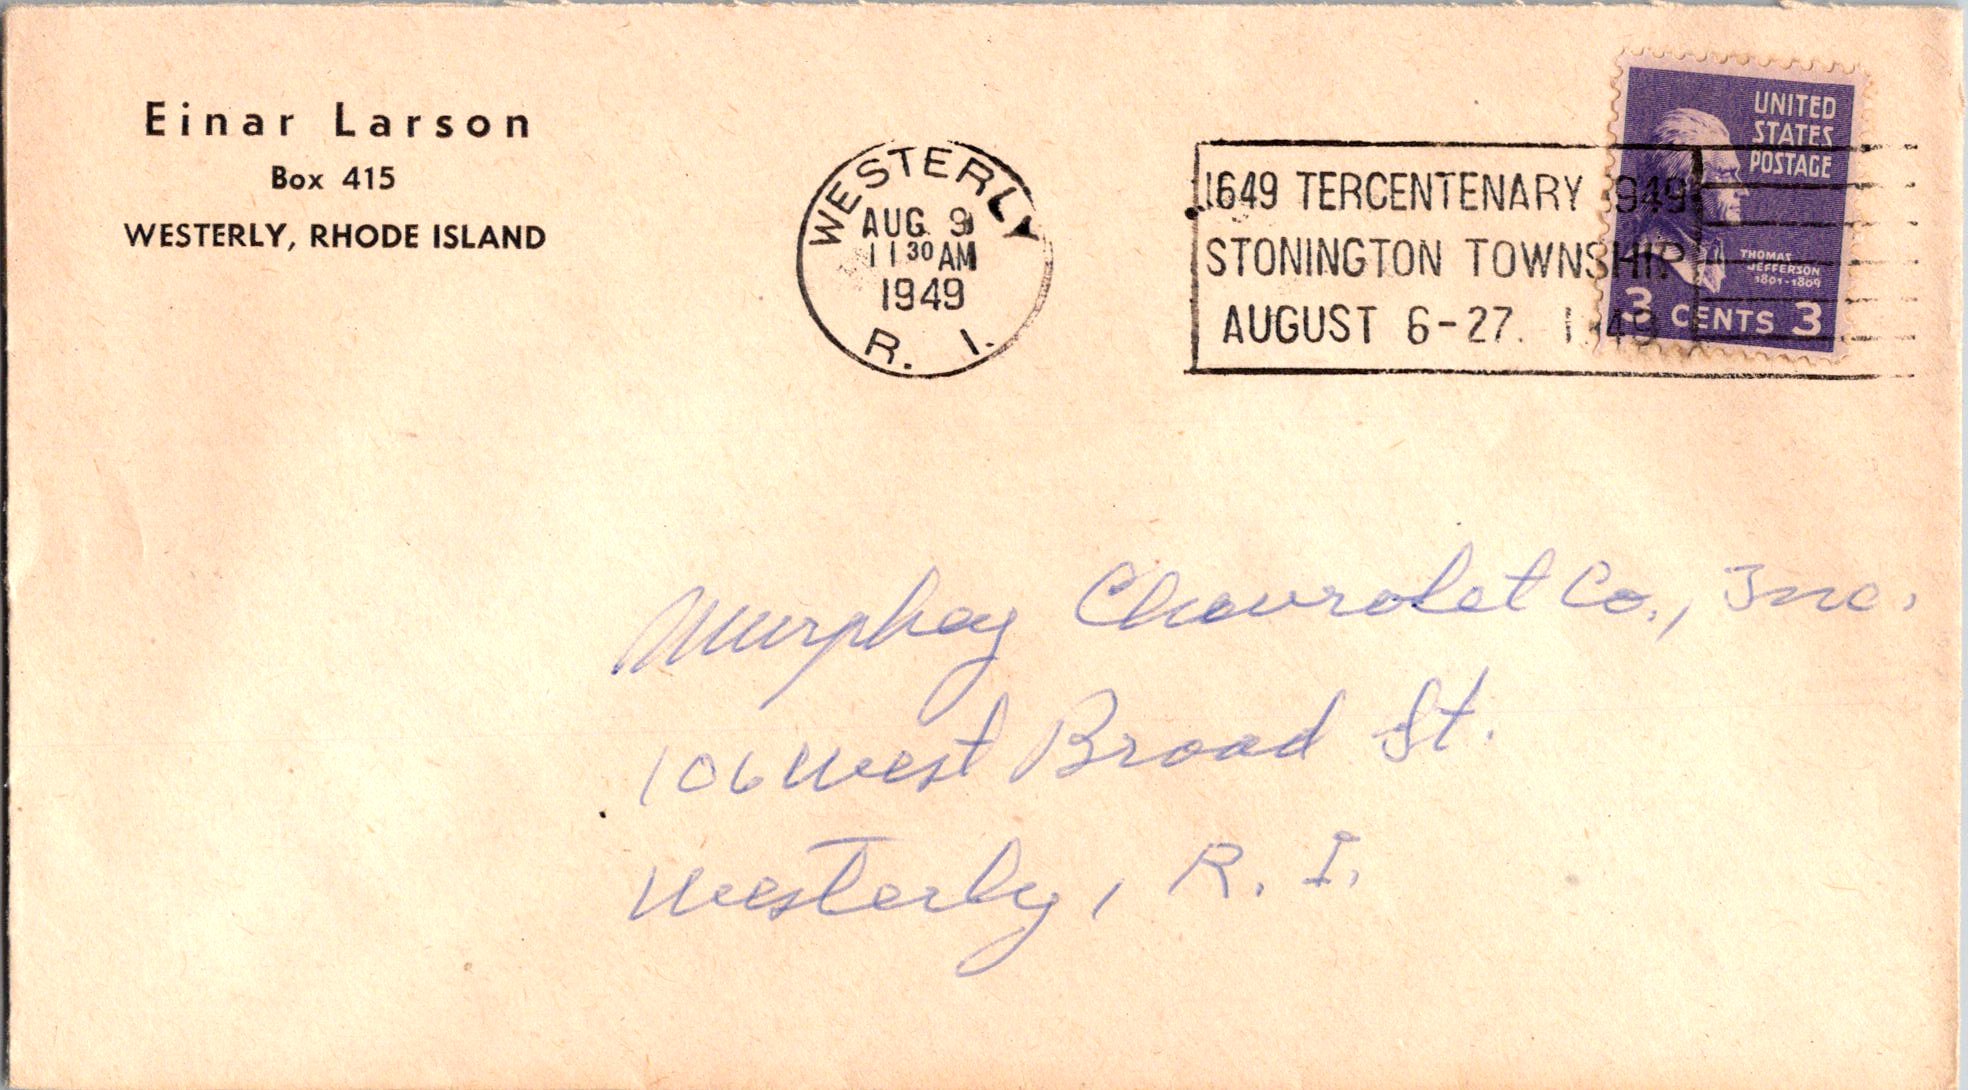 Einar Larson
Box 415
WESTERLY, RHODE ISLAND
WESTERLY
AUG 9
11 30 AM
1949
R. I.
1649 TERCENTENARY 1949
STONINGTON TOWNSHIP
AUGUST 6-27. 1949
UNITED
STATES
POSTAGE
THOMAS
JEFFERSON
1801-1809
3 CENTS 3
Murphey Chevrolet Co., Inc.
106 West Broad St.
Westerly, R. I.